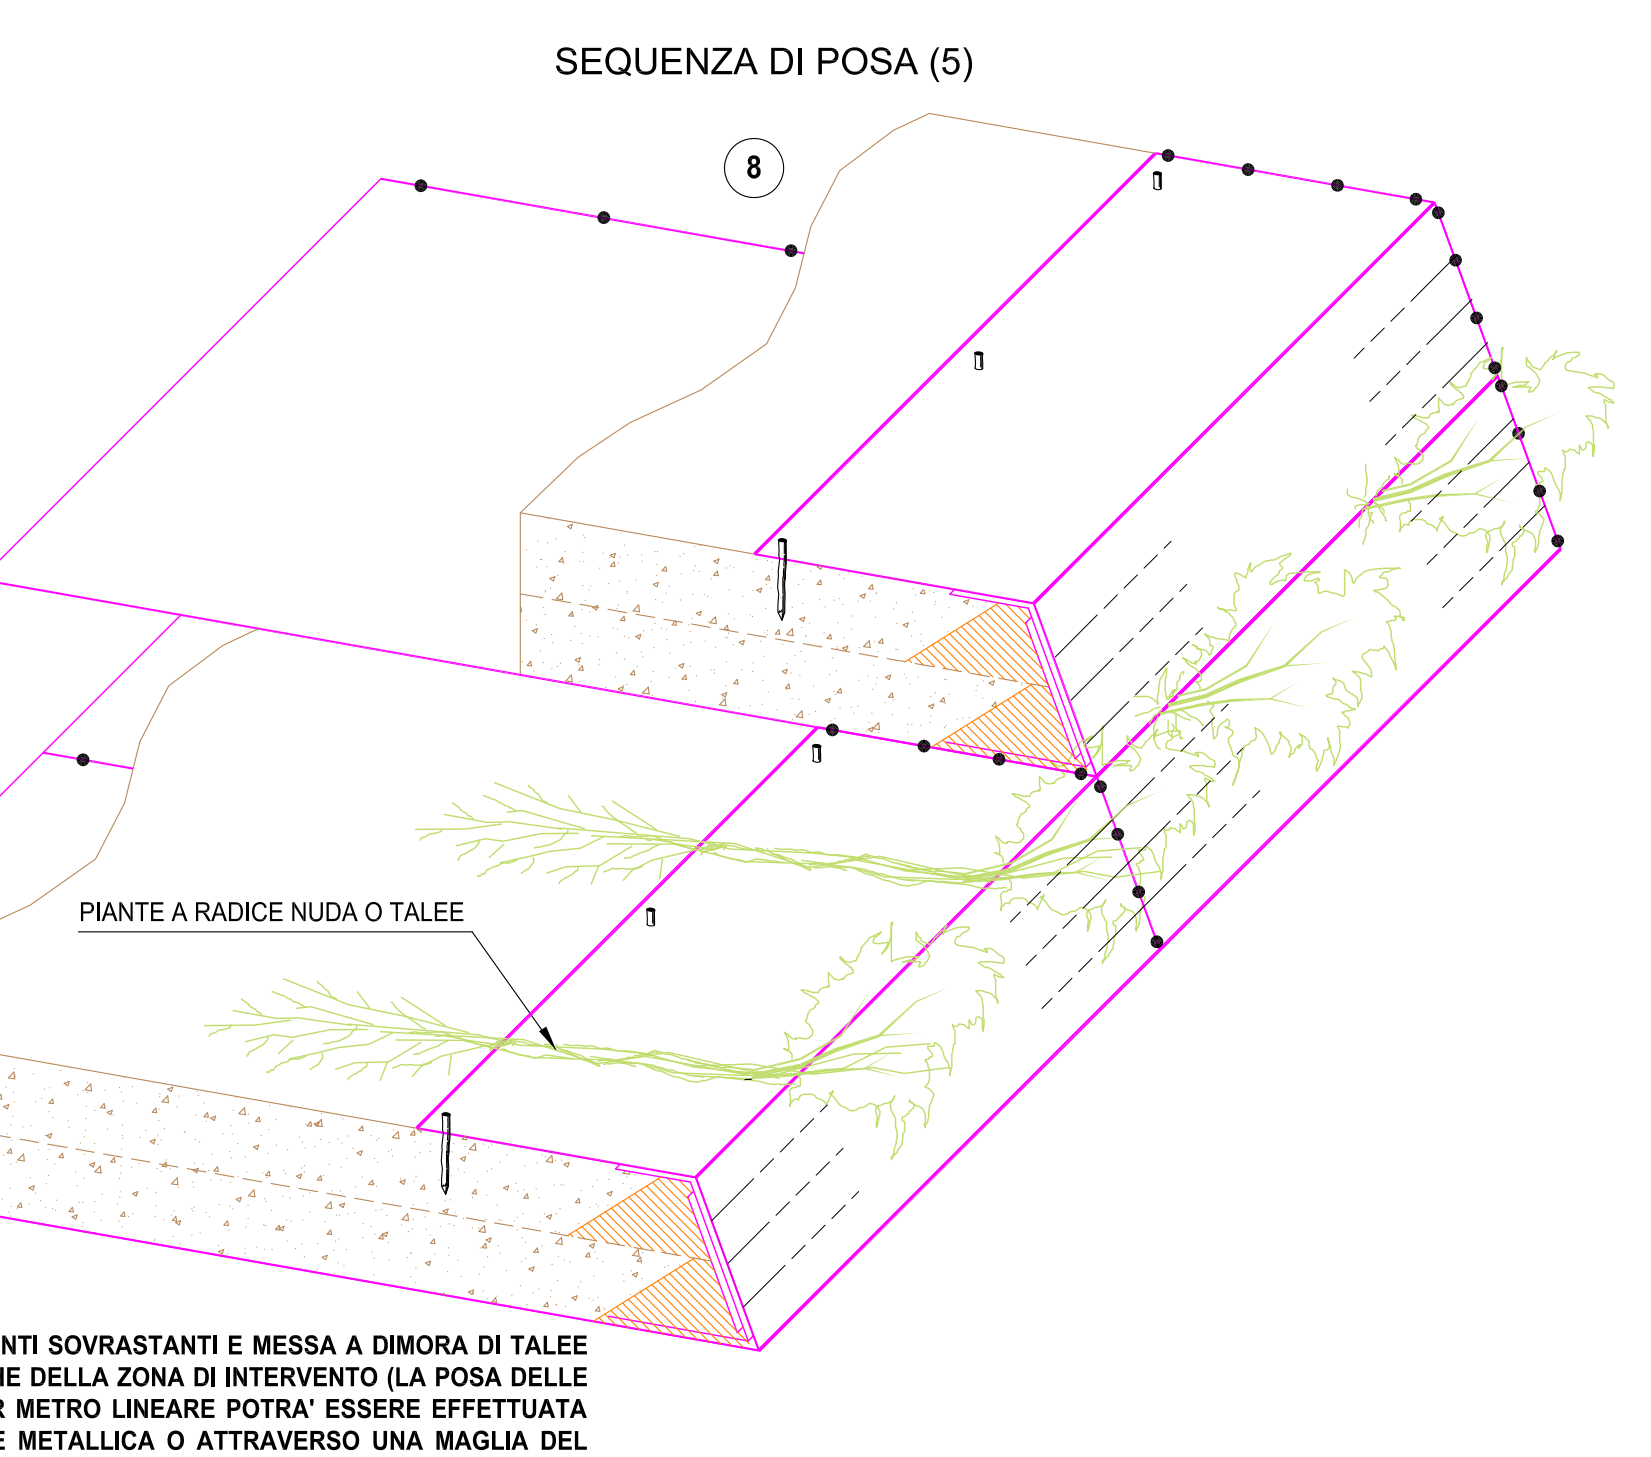 SEQUENZA DI POSA (5)
8
PIANTE A RADICE NUDA O TALEE
NTI SOVRASTANTI E MESSA A DIMORA DI TALEE
HE DELLA ZONA DI INTERVENTO (LA POSA DELLE
R METRO LINEARE POTRA' ESSERE EFFETTUATA
E METALLICA O ATTRAVERSO UNA MAGLIA DEL